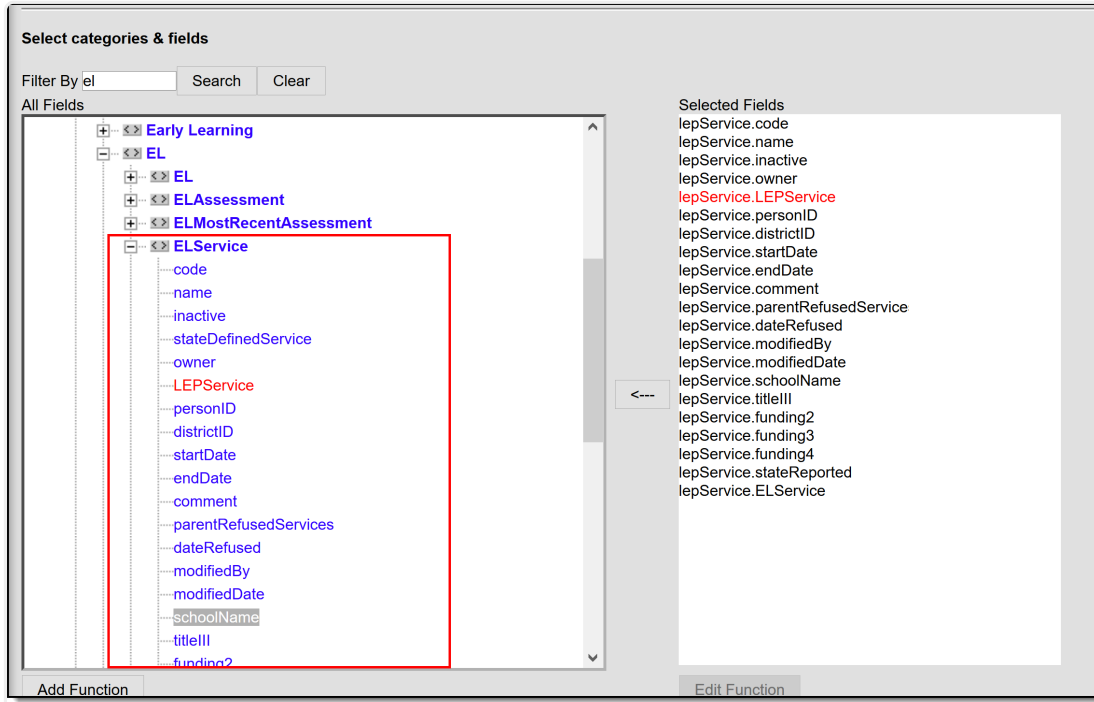 Select categories & fields
Filter By el Search Clear
All Fields
Early Learning
EL
EL
ELAssessment
ELMostRecentAssessment
ELService
code
name
inactive
stateDefinedService
owner
LEPService
personID
districtID
startDate
endDate
comment
parentRefusedServices
dateRefused
modifiedBy
modifiedDate
schoolName
titleIII
funding2
Add Function
<---
Selected Fields
lepService.code
lepService.name
lepService.inactive
lepService.owner
lepService.LEPService
lepService.personID
lepService.districtID
lepService.startDate
lepService.endDate
lepService.comment
lepService.parentRefusedService
lepService.dateRefused
lepService.modifiedBy
lepService.modifiedDate
lepService.schoolName
lepService.titleIII
lepService.funding2
lepService.funding3
lepService.funding4
lepService.stateReported
lepService.ELService
Edit Function